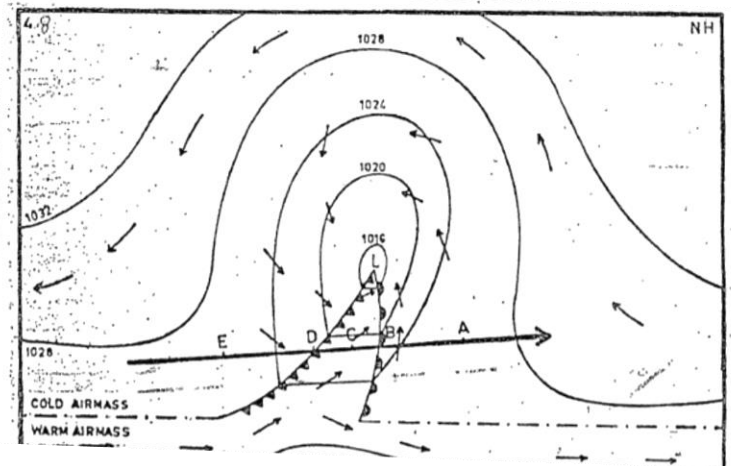 4.8
NH
1028
1024
1020
1016
L
1032
E
D
C
B
A
1028
COLD AIRMASS
WARM AIRMASS